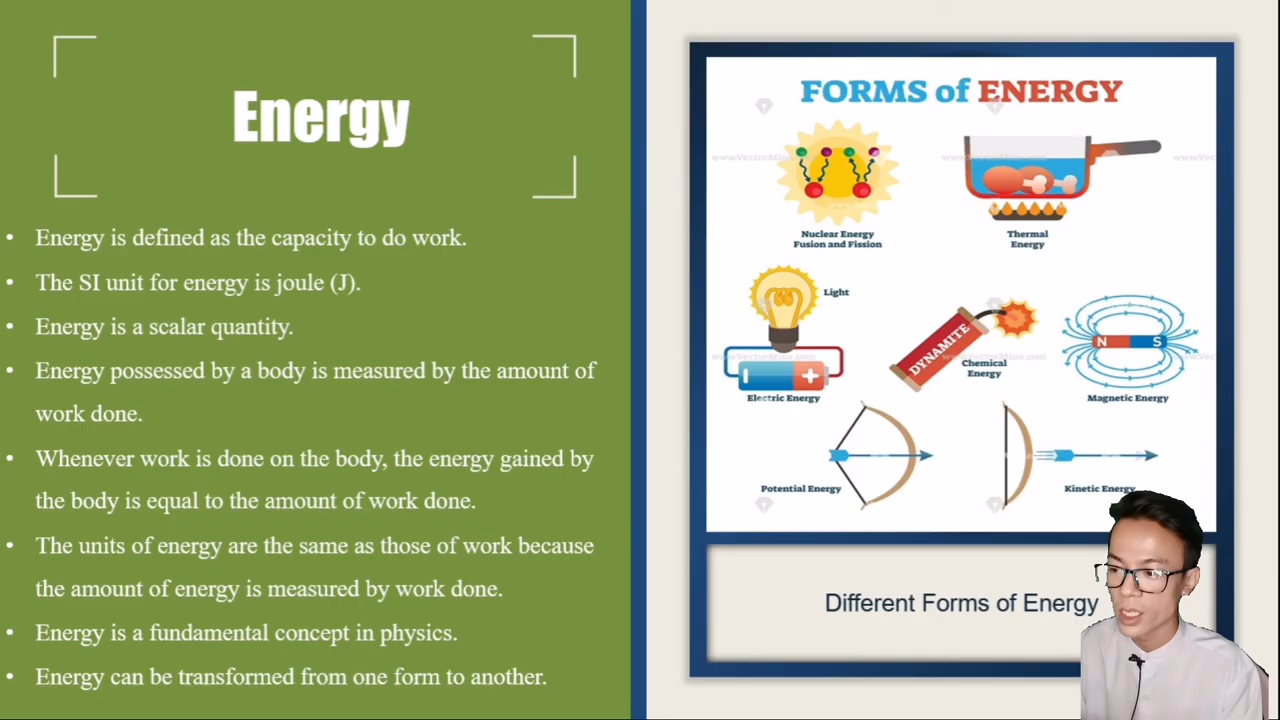 Energy
• Energy is defined as the capacity to do work.
• The SI unit for energy is joule (J).
• Energy is a scalar quantity.
• Energy possessed by a body is measured by the amount of
work done.
• Whenever work is done on the body, the energy gained by
the body is equal to the amount of work done.
• The units of energy are the same as those of work because
the amount of energy is measured by work done.
• Energy is a fundamental concept in physics.
• Energy can be transformed from one form to another.
FORMS of ENERGY
Nuclear Energy
Fusion and Fission
Thermal
Energy
Light
Electric Energy
DYNAMITE
Chemical
Energy
N S
Magnetic Energy
Potential Energy
Kinetic Energy
Different Forms of Energy